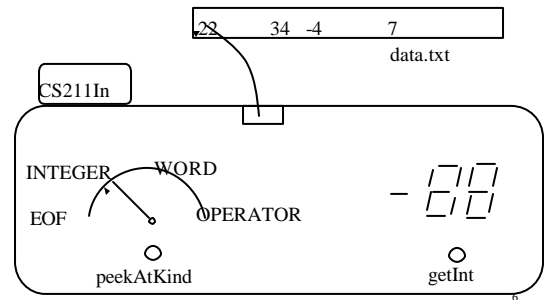 22 34 -4 7
data.txt
CS211In
INTEGER WORD
EOF OPERATOR
peekAtKind getInt
6